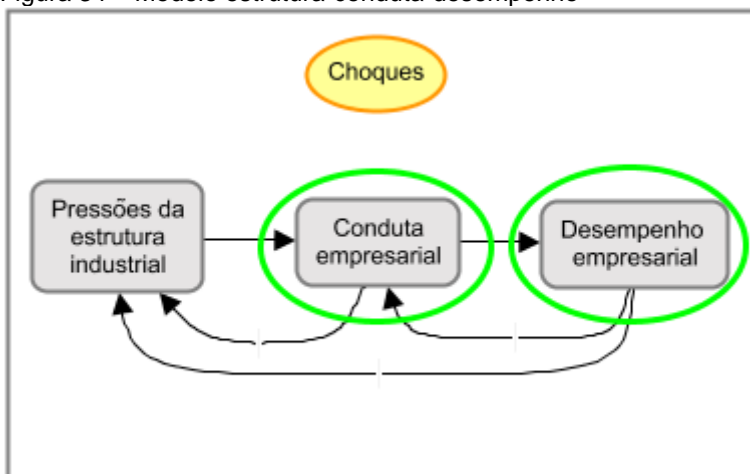 Choques
Pressões da
estrutura
industrial
Conduta
empresarial
Desempenho
empresarial